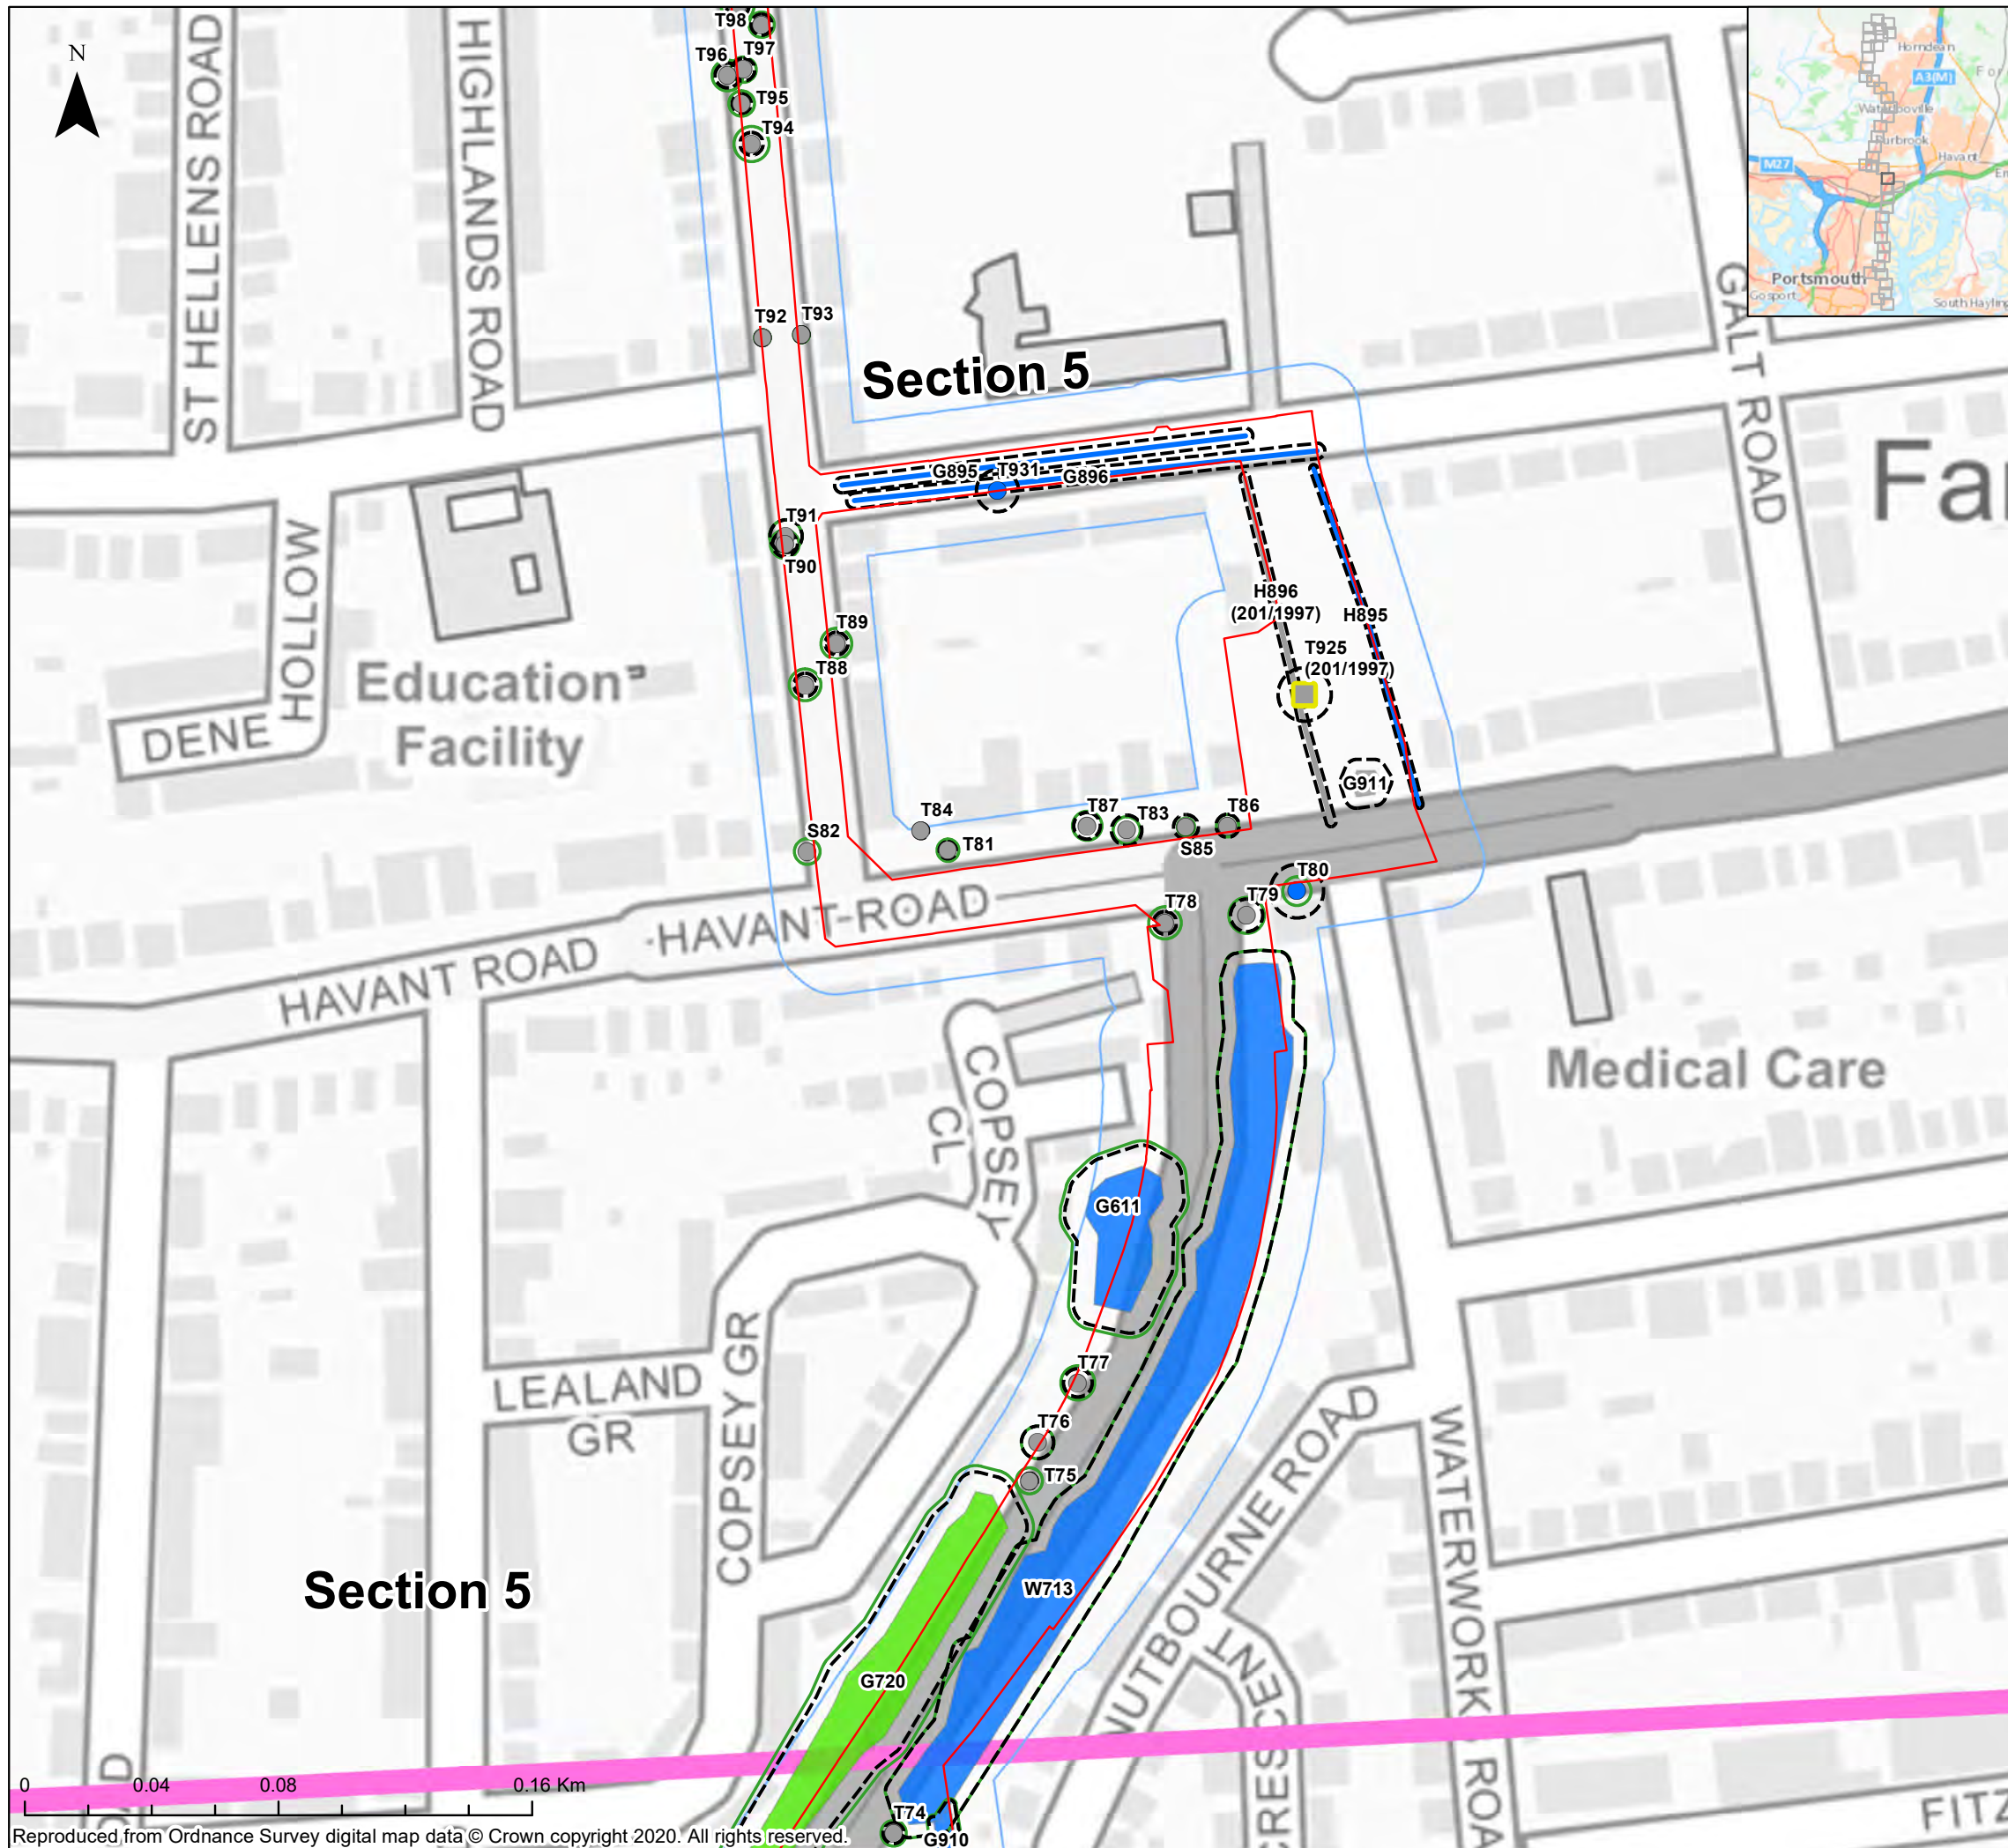 T98
T97
T96
T95
T94
N
ST HELLENS ROAD
HIGHLANDS ROAD
Horndean
A3(M)
For
Waterlooville
Purbrook
M27
Havant
Em
Portsmouth
Gosport
South Hayling
T92
T93
Section 5
GALT ROAD
Far
G895
T931
G896
T91
T90
H896
(201/1997)
H895
T89
T925
(201/1997)
T88
DENE
HOLLOW
Education
Facility
G911
T84
T87
T83
T86
S82
T81
S85
T80
T79
T78
HAVANT ROAD
HAVANT ROAD
COPSEY
CL
Medical Care
G611
T77
T76
T75
LEALAND
GR
COPSEY GR
Section 5
W713
NUTBOURNE ROAD
WATERWORK ROA
G720
CRESCENT
T74
G910
FITZ
0
0.04
0.08
0.16 Km
Reproduced from Ordnance Survey digital map data © Crown copyright 2020. All rights reserved.